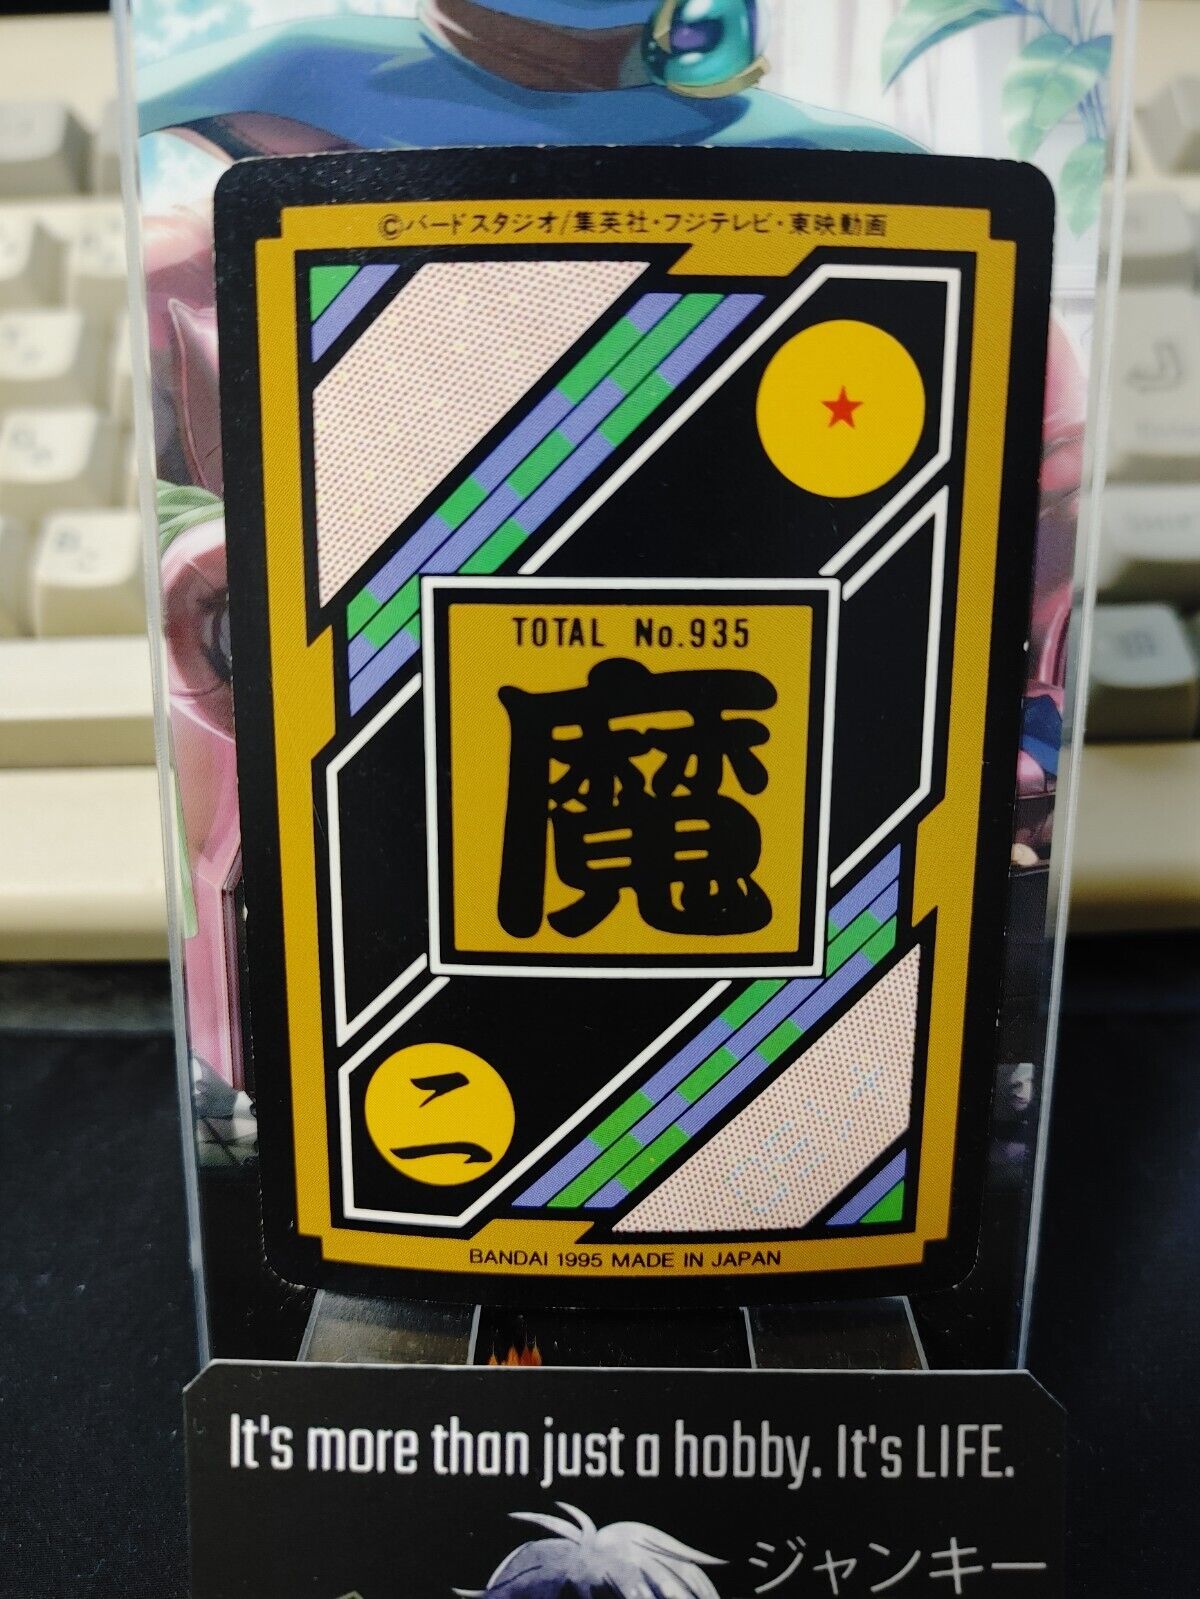 ©バードスタジオ/集英社・フジテレビ・東映動画
TOTAL No.935
魔
二
BANDAI 1995 MADE IN JAPAN
It's more than just a hobby. It's LIFE.
ジャンキー